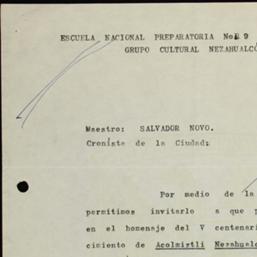 ESCUELA NACIONAL PREPARATORIA No. 9
GRUPO CULTURAL NEZAHUALCÓ
Maestro: SALVADOR NOVO.
Cronista de la Ciudad:
Por medio de la
permitimos invitarlo a que p
en el homenaje del V centenari
cimiento de Acolmiztli Nezahualc